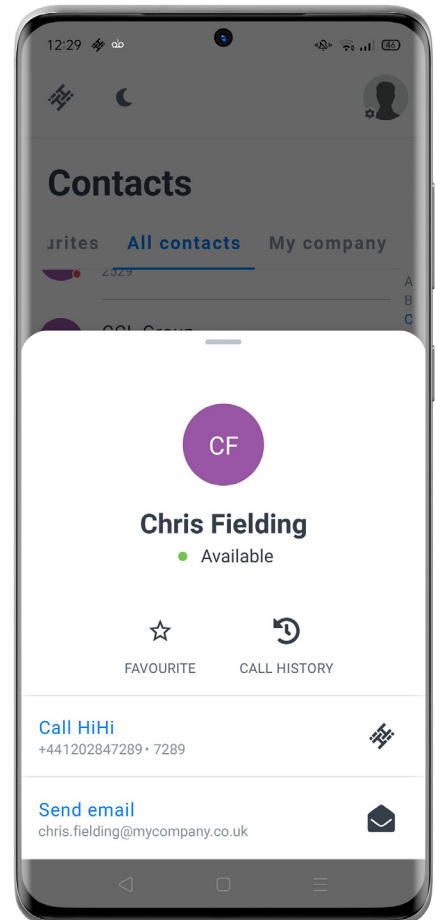 12:29
46
Contacts
urites All contacts My company
2529
A
B
CCL Group
C
CF
Chris Fielding
Available
FAVOURITE CALL HISTORY
Call HiHi
+441202847289 • 7289
Send email
chris.fielding@mycompany.co.uk